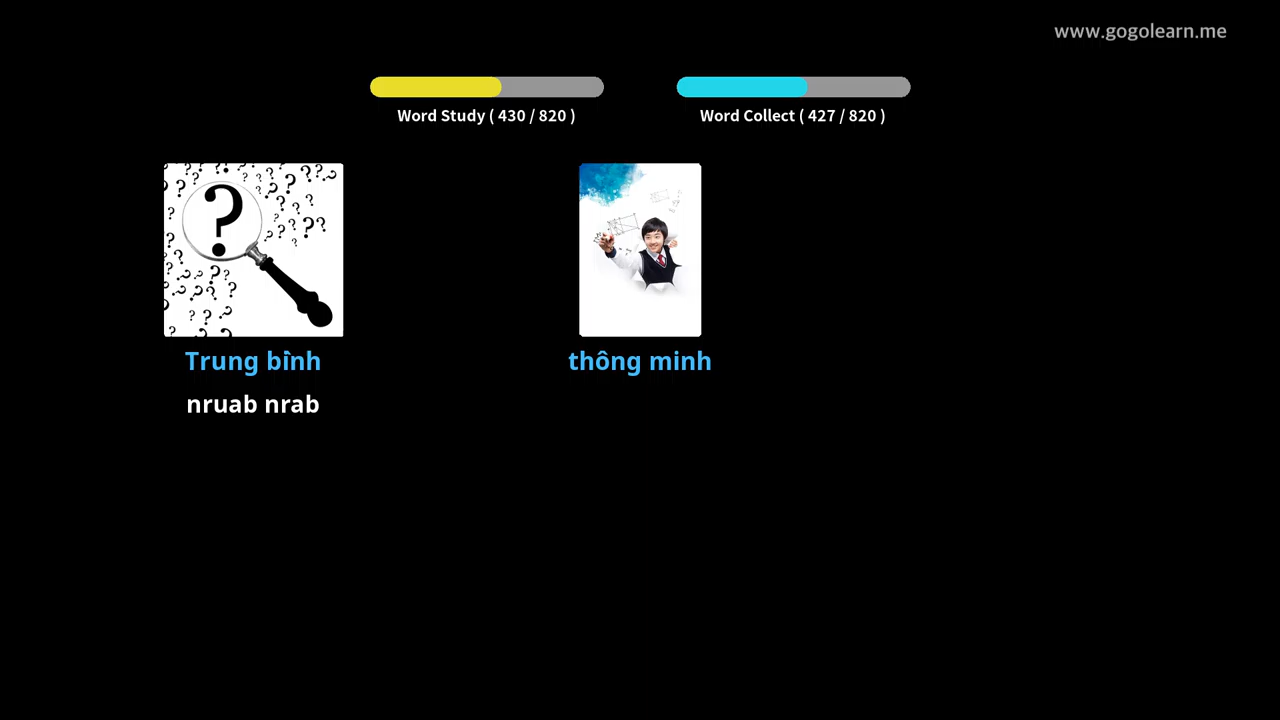 www.gogolearn.me
Word Study ( 430 / 820 )
Word Collect ( 427 / 820 )
Trung bình
thông minh
nruab nrab